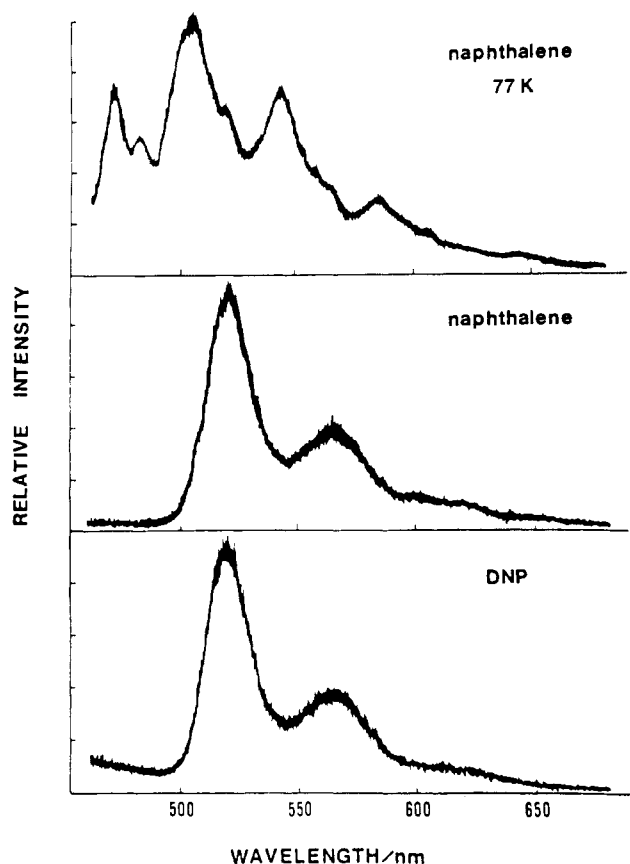 naphthalene
77 K
naphthalene
DNP
RELATIVE INTENSITY
500 550 600 650
WAVELENGTH/nm